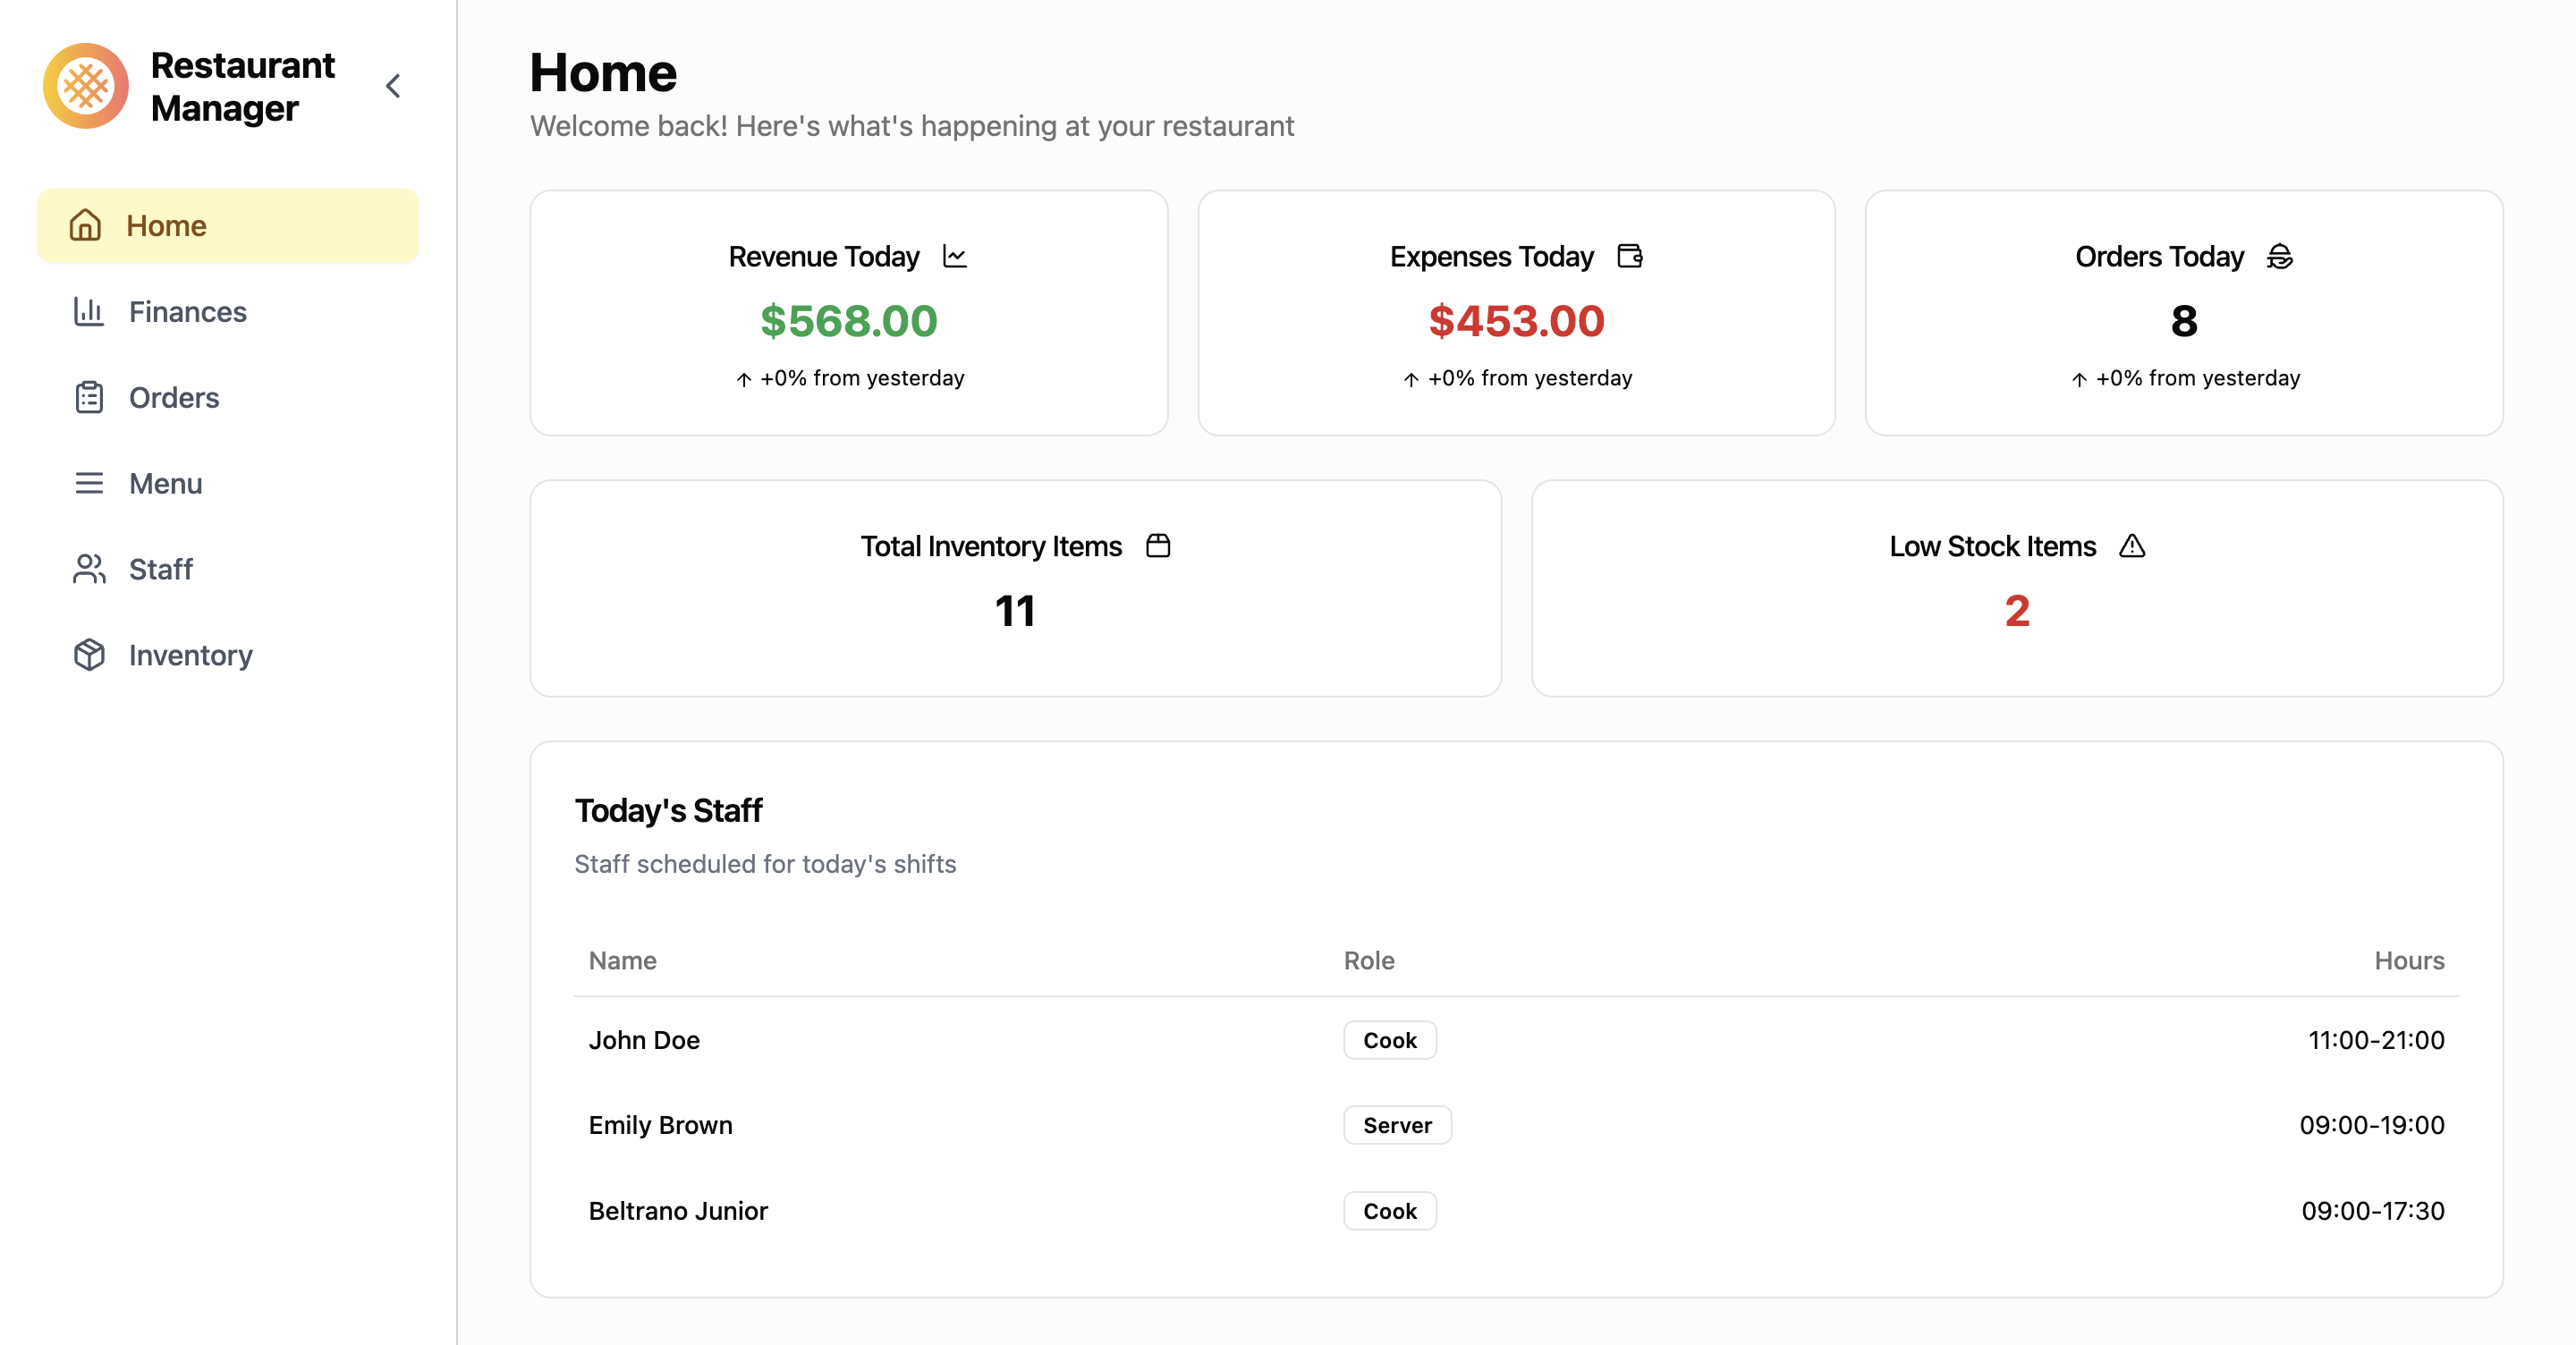 Restaurant
Manager
Home
Finances
Orders
Menu
Staff
Inventory
Home
Welcome back! Here's what's happening at your restaurant
Revenue Today
$568.00
↑ +0% from yesterday
Expenses Today
$453.00
↑ +0% from yesterday
Orders Today
8
↑ +0% from yesterday
Total Inventory Items
11
Low Stock Items
2
Today's Staff
Staff scheduled for today's shifts
Name Role Hours
John Doe Cook 11:00-21:00
Emily Brown Server 09:00-19:00
Beltrano Junior Cook 09:00-17:30